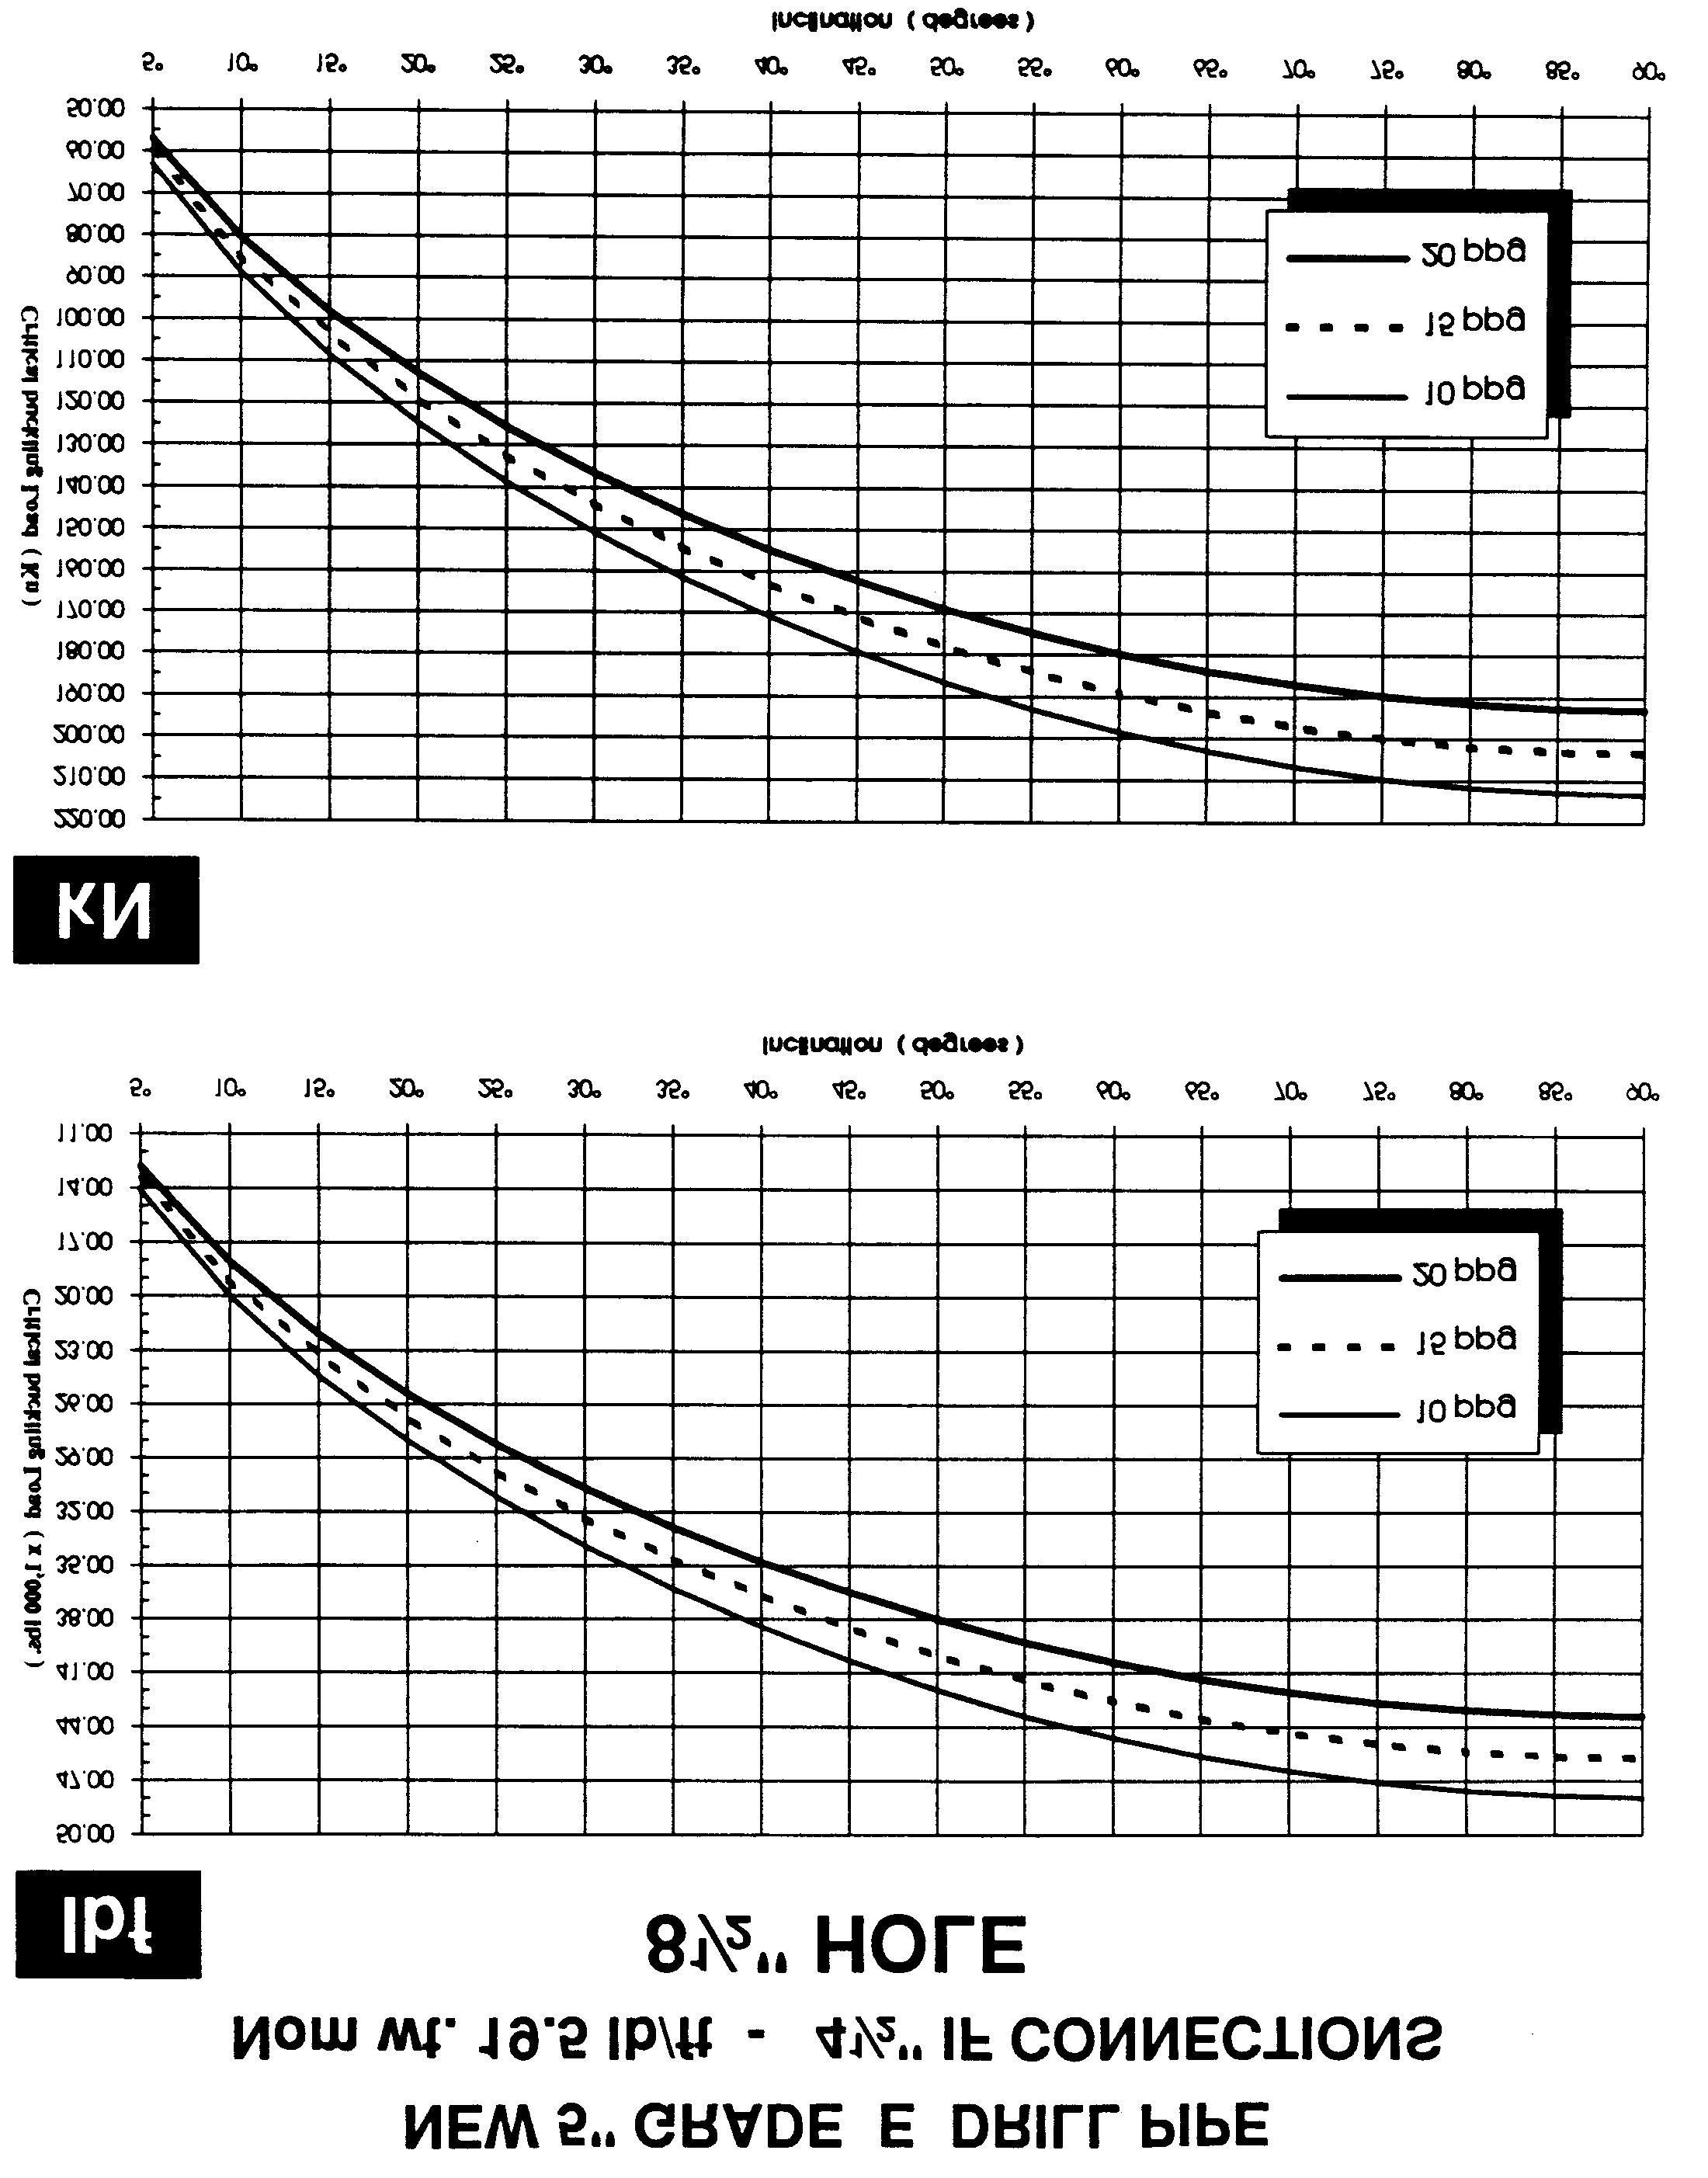 NEW 5" GRADE E DRILL PIPE
Nom wt. 19.5 lb/ft - 4½" IF CONNECTIONS
8½" HOLE
lbf
50.00
47.00
44.00
41.00
38.00
35.00
32.00
29.00
26.00
23.00
20.00
17.00
14.00
11.00
Critical buckling Load ( x 1,000 lbs.)
10 ppg
15 ppg
20 ppg
5° 10° 15° 20° 25° 30° 35° 40° 45° 50° 55° 60° 65° 70° 75° 80° 85° 90°
Inclination ( degrees )
kN
220.00
210.00
200.00
190.00
180.00
170.00
160.00
150.00
140.00
130.00
120.00
110.00
100.00
90.00
80.00
70.00
60.00
50.00
Critical buckling Load ( Kn )
10 ppg
15 ppg
20 ppg
5° 10° 15° 20° 25° 30° 35° 40° 45° 50° 55° 60° 65° 70° 75° 80° 85° 90°
Inclination ( degrees )